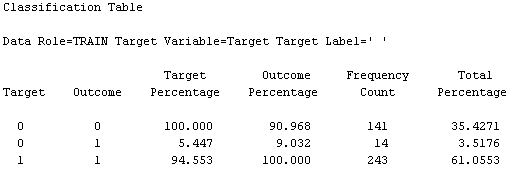 Classification Table
Data Role=TRAIN Target Variable=Target Target Label=' '
Target Outcome Frequency Total
Target Outcome Percentage Percentage Count Percentage
0 0 100.000 90.968 141 35.4271
0 1 5.447 9.032 14 3.5176
1 1 94.553 100.000 243 61.0553